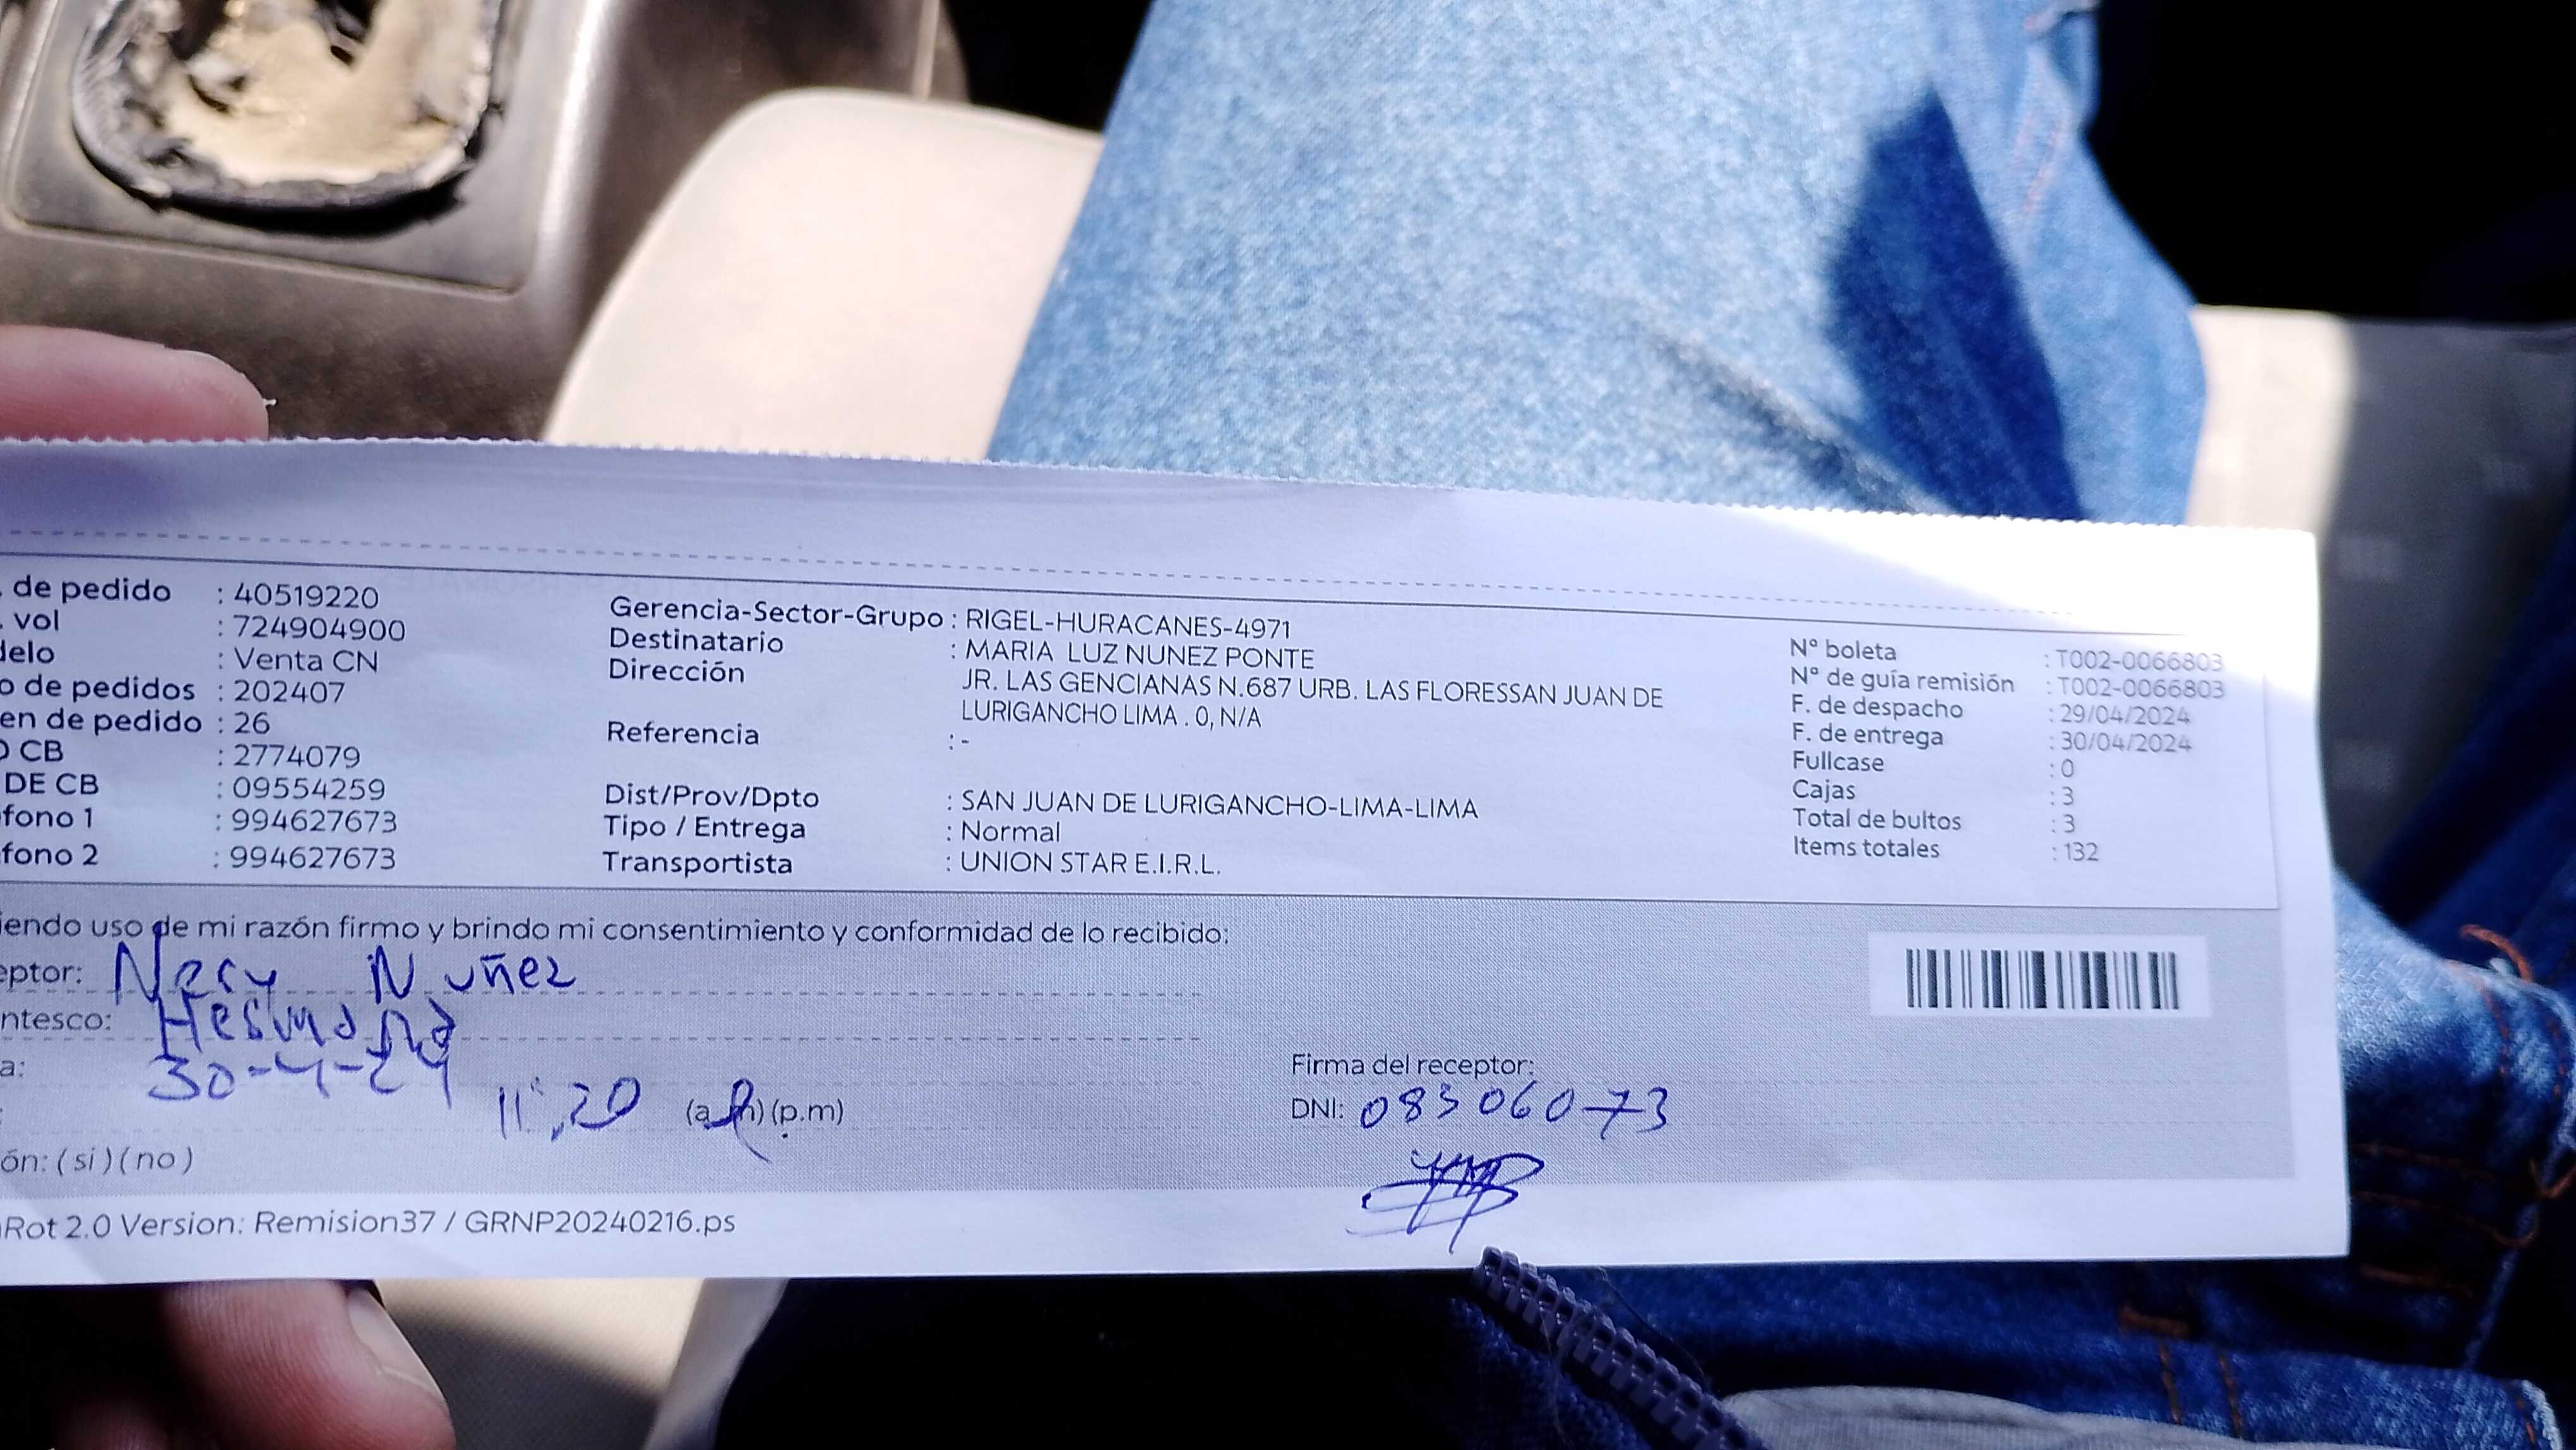 de pedido : 40519220
vol : 724904900
delo : Venta CN
o de pedidos : 202407
en de pedido : 26
O CB : 2774079
DE CB : 09554259
fono 1 : 994627673
fono 2 : 994627673
Gerencia-Sector-Grupo : RIGEL-HURACANES-4971
Destinatario : MARIA LUZ NUNEZ PONTE
Dirección JR. LAS GENCIANAS N.687 URB. LAS FLORESSAN JUAN DE
LURIGANCHO LIMA . 0, N/A
Referencia : -
Dist/Prov/Dpto : SAN JUAN DE LURIGANCHO-LIMA-LIMA
Tipo / Entrega : Normal
Transportista : UNION STAR E.I.R.L.
N° boleta : T002-0066803
N° de guía remisión : T002-0066803
F. de despacho : 29/04/2024
F. de entrega : 30/04/2024
Fullcase : 0
Cajas : 3
Total de bultos : 3
Items totales : 132
iendo uso de mi razón firmo y brindo mi consentimiento y conformidad de lo recibido:
eptor: Nery Nuñez
ntesco: Hermana
a: 30-4-24
11:20 (a.m) (p.m)
ón: (si) (no)
Firma del receptor:
DNI: 08306073
Rot 2.0 Version: Remision37 / GRNP20240216.ps